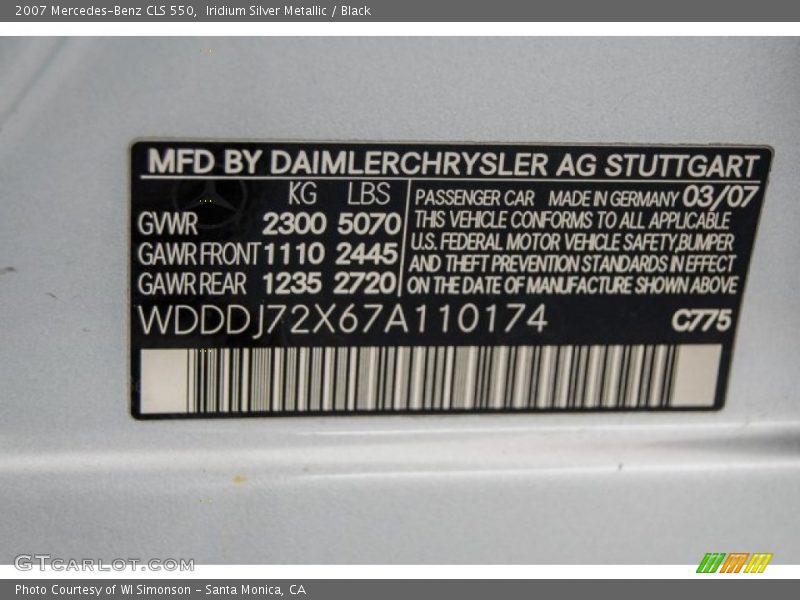 2007 Mercedes-Benz CLS 550, Iridium Silver Metallic / Black
MFD BY DAIMLERCHRYSLER AG STUTTGART
KG LBS
GVWR 2300 5070
GAWR FRONT 1110 2445
GAWR REAR 1235 2720
PASSENGER CAR MADE IN GERMANY 03/07
THIS VEHICLE CONFORMS TO ALL APPLICABLE
U.S. FEDERAL MOTOR VEHICLE SAFETY,BUMPER
AND THEFT PREVENTION STANDARDS IN EFFECT
ON THE DATE OF MANUFACTURE SHOWN ABOVE
WDDDJ72X67A110174 C775
GTCARLOT.COM
Photo Courtesy of WI Simonson - Santa Monica, CA